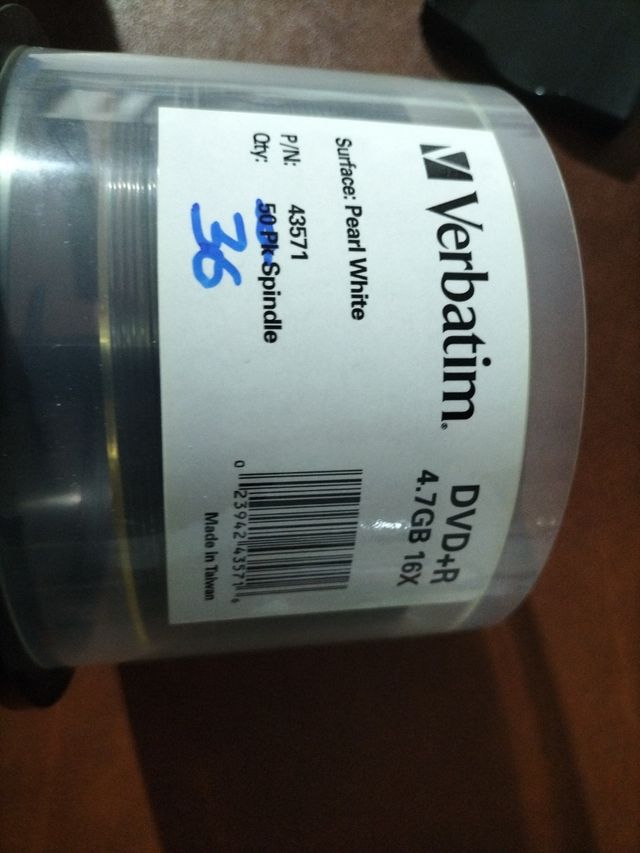 Verbatim®
DVD+R
4.7GB 16X
Surface: Pearl White
P/N: 43571
Qty: 50 Pk Spindle
36
0 23942 43571 6
Made In Taiwan